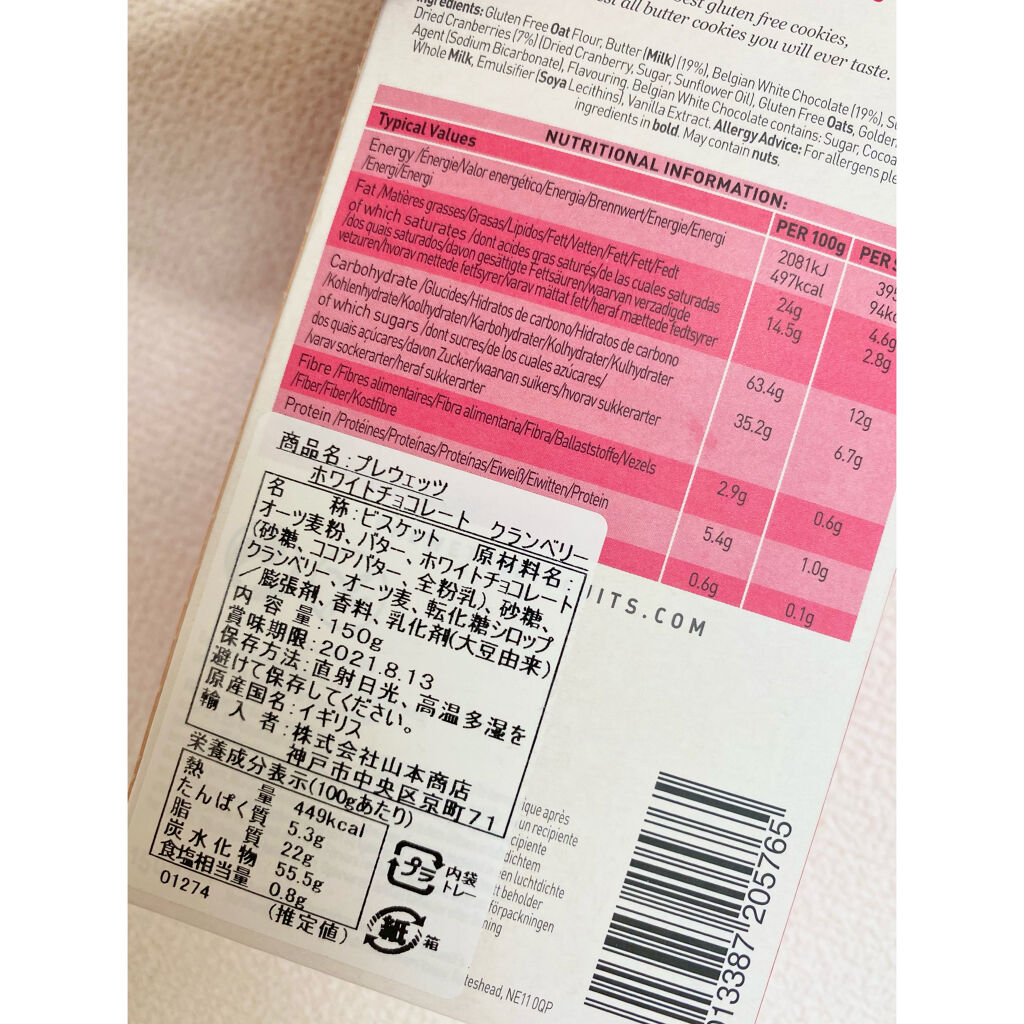 best gluten free cookies,
all butter cookies you will ever taste.
Ingredients: Gluten Free Oat Flour, Butter (Milk) (19%), Belgian White Chocolate (19%),
Dried Cranberries (7%) (Dried Cranberry, Sugar, Sunflower Oil), Gluten Free Oats, Golden
Agent (Sodium Bicarbonate), Flavouring. Belgian White Chocolate contains: Sugar, Cocoa
Whole Milk, Emulsifier (Soya Lecithins), Vanilla Extract. Allergy Advice: For allergens
ingredients in bold. May contain nuts.
NUTRITIONAL INFORMATION:
Typical Values PER 100g PER
Energy /Énergie/Valor energético/Energia/Brennwert/Energie/Energi
/Energi/Energi
2081kJ
497kcal
94kc
Fat /Matières grasses/Grasas/Lípidos/Fett/Vetten/Fett/Fett/Fedt 24g 4.6g
of which saturates /dont acides gras saturés/de las cuales saturadas 14.5g 2.8g
/dos quais saturados/davon gesättigte Fettsäuren/waarvan verzadigde
vetzuren/hvorav mettede fettsyrer/varav mättat fett/heraf mættede fedtsyrer
Carbohydrate /Glucides/Hidratos de carbono/Hidratos de carbono 63.4g 12g
/Kohlenhydrate/Koolhydraten/Karbohydrater/Kolhydrater/Kulhydrater
of which sugars /dont sucres/de los cuales azúcares/ 35.2g 6.7g
dos quais açúcares/davon Zucker/waarvan suikers/hvorav sukkerarter
/varav sockerarter/heraf sukkerarter
Fibre /Fibres alimentaires/Fibra alimentaria/Fibra/Ballaststoffe/Vezels 2.9g 0.6g
/Fiber/Fiber/Kostfibre
Protein /Protéines/Proteínas/Proteínas/Eiweiß/Eiwitten/Protein 5.4g 1.0g
0.6g 0.1g
UITS.COM
商品名:プレウェッツ
ホワイトチョコレート クランベリー
名 称:ビスケット 原材料名:
オーツ麦粉、バター、ホワイトチョコレート
(砂糖、ココアバター、全粉乳)、砂糖、
クランベリー、オーツ麦、転化糖シロップ
/膨張剤、香料、乳化剤(大豆由来)
内容量:150g
賞味期限:2021.8.13
保存方法:直射日光、高温多湿を
避けて保存してください。
原産国名:イギリス
輸入者:株式会社山本商店
神戸市中央区京町71
栄養成分表示(100gあたり)
熱量 449kcal
たんぱく質 5.3g
脂質 22g
炭水化物 55.5g
食塩相当量 0.8g
(推定値)
01274
プラ
内袋
トレー
紙
箱
ique après
un recipiente
cipiente
dichtem
en luchtdichte
tt beholder
förpackningen
ning
teshead, NE11 0QP
13387 205765